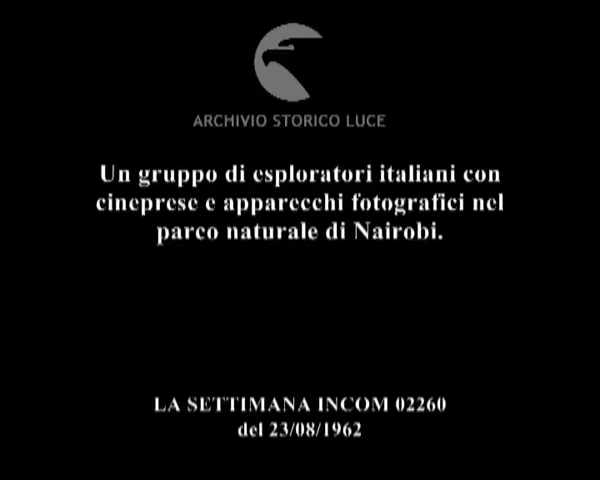 ARCHIVIO STORICO LUCE
Un gruppo di esploratori italiani con
cineprese e apparecchi fotografici nel
parco naturale di Nairobi.
LA SETTIMANA INCOM 02260
del 23/08/1962